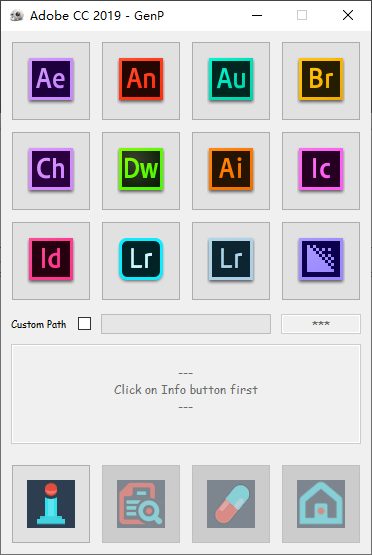 Adobe CC 2019 - GenP
Ae
An
Au
Br
Ch
Dw
Ai
Ic
Id
Lr
Lr
Custom Path
***
---
Click on Info button first
---